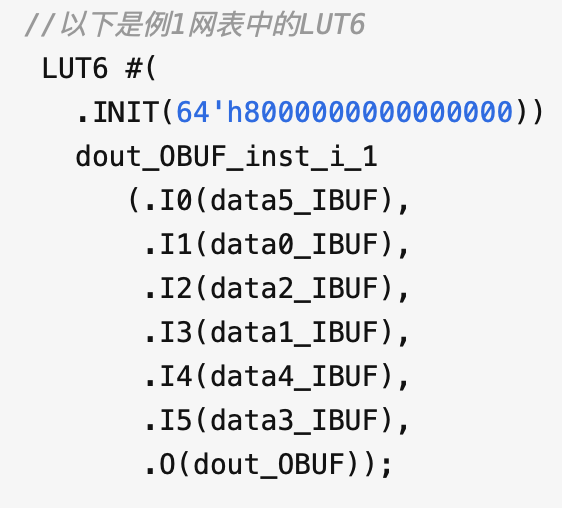 //以下是例1网表中的LUT6
LUT6 #(
.INIT(64'h8000000000000000))
dout_OBUF_inst_i_1
(.I0(data5_IBUF),
.I1(data0_IBUF),
.I2(data2_IBUF),
.I3(data1_IBUF),
.I4(data4_IBUF),
.I5(data3_IBUF),
.O(dout_OBUF));